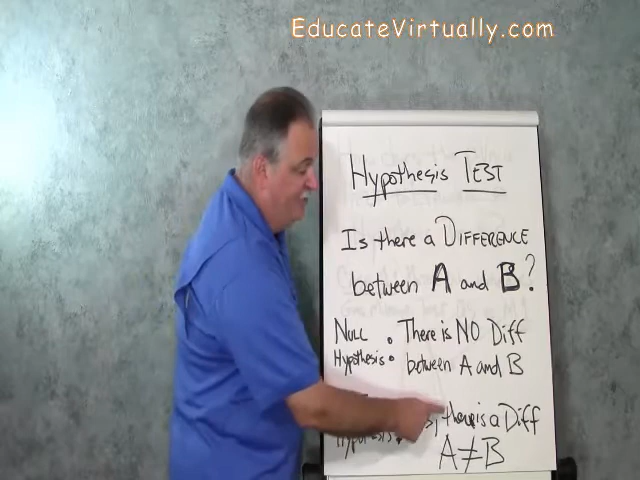 EducateVirtually.com
Hypothesis TEST
Is there a DIFFERENCE
between A and B?
NULL : There is NO Diff
Hypothesis between A and B
there is a Diff
Hypothesis
A ≠ B